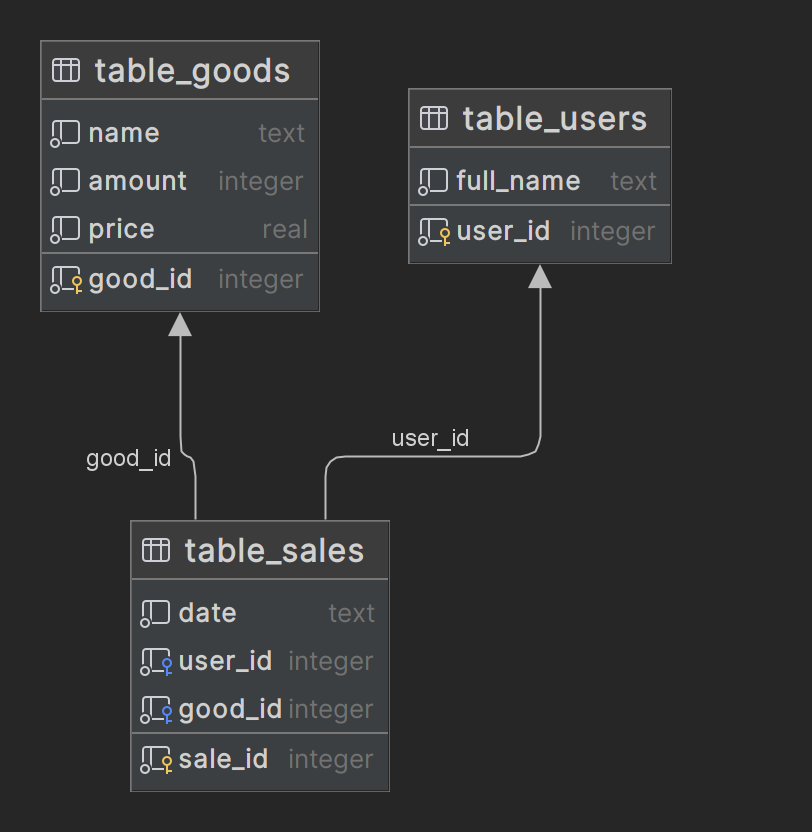 table_goods
name text
amount integer
price real
good_id integer
table_users
full_name text
user_id integer
good_id
user_id
table_sales
date text
user_id integer
good_id integer
sale_id integer